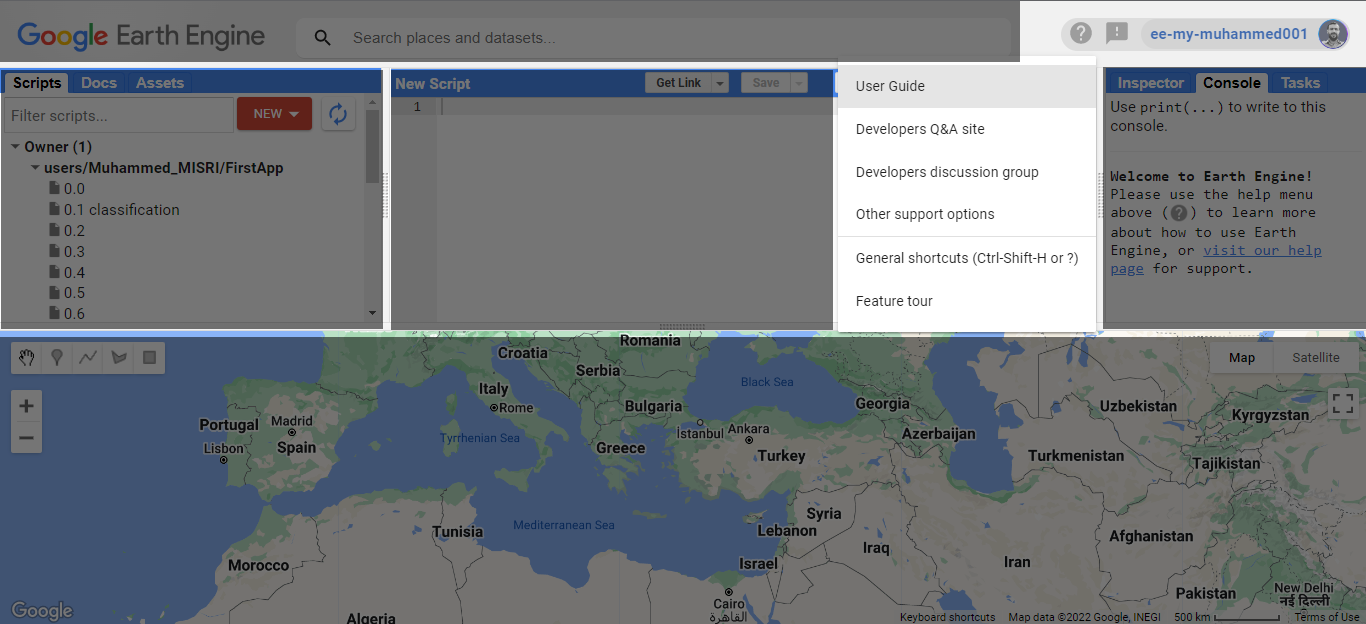 Google Earth Engine
Search places and datasets...
ee-my-muhammed001
Scripts Docs Assets
Filter scripts...
NEW
Owner (1)
users/Muhammed_MISRI/FirstApp
0.0
0.1 classification
0.2
0.3
0.4
0.5
0.6
New Script
Get Link
Save
1
User Guide
Developers Q&A site
Developers discussion group
Other support options
General shortcuts (Ctrl-Shift-H or ?)
Feature tour
Inspector Console Tasks
Use print(...) to write to this
console.
Welcome to Earth Engine!
Please use the help menu
above (?) to learn more
about how to use Earth
Engine, or visit our help
page for support.
Map
Satellite
Romania
Croatia
Serbia
Black Sea
Italy
Rome
Bulgaria
Georgia
Uzbekistan
Kyrgyzstan
Portugal
Madrid
İstanbul
Ankara
Azerbaijan
Tyrrhenian Sea
Lisbon
Spain
Greece
Turkey
Turkmenistan
Tajikistan
Syria
Mediterranean Sea
Tunisia
Lebanon
Afghanistan
Iraq
Iran
Morocco
Israel
Pakistan
New Delhi
नई दिल्ली
Cairo
القاهرة
Algeria
Google
Keyboard shortcuts
Map data ©2022 Google, INEGI
500 km
Terms of Use